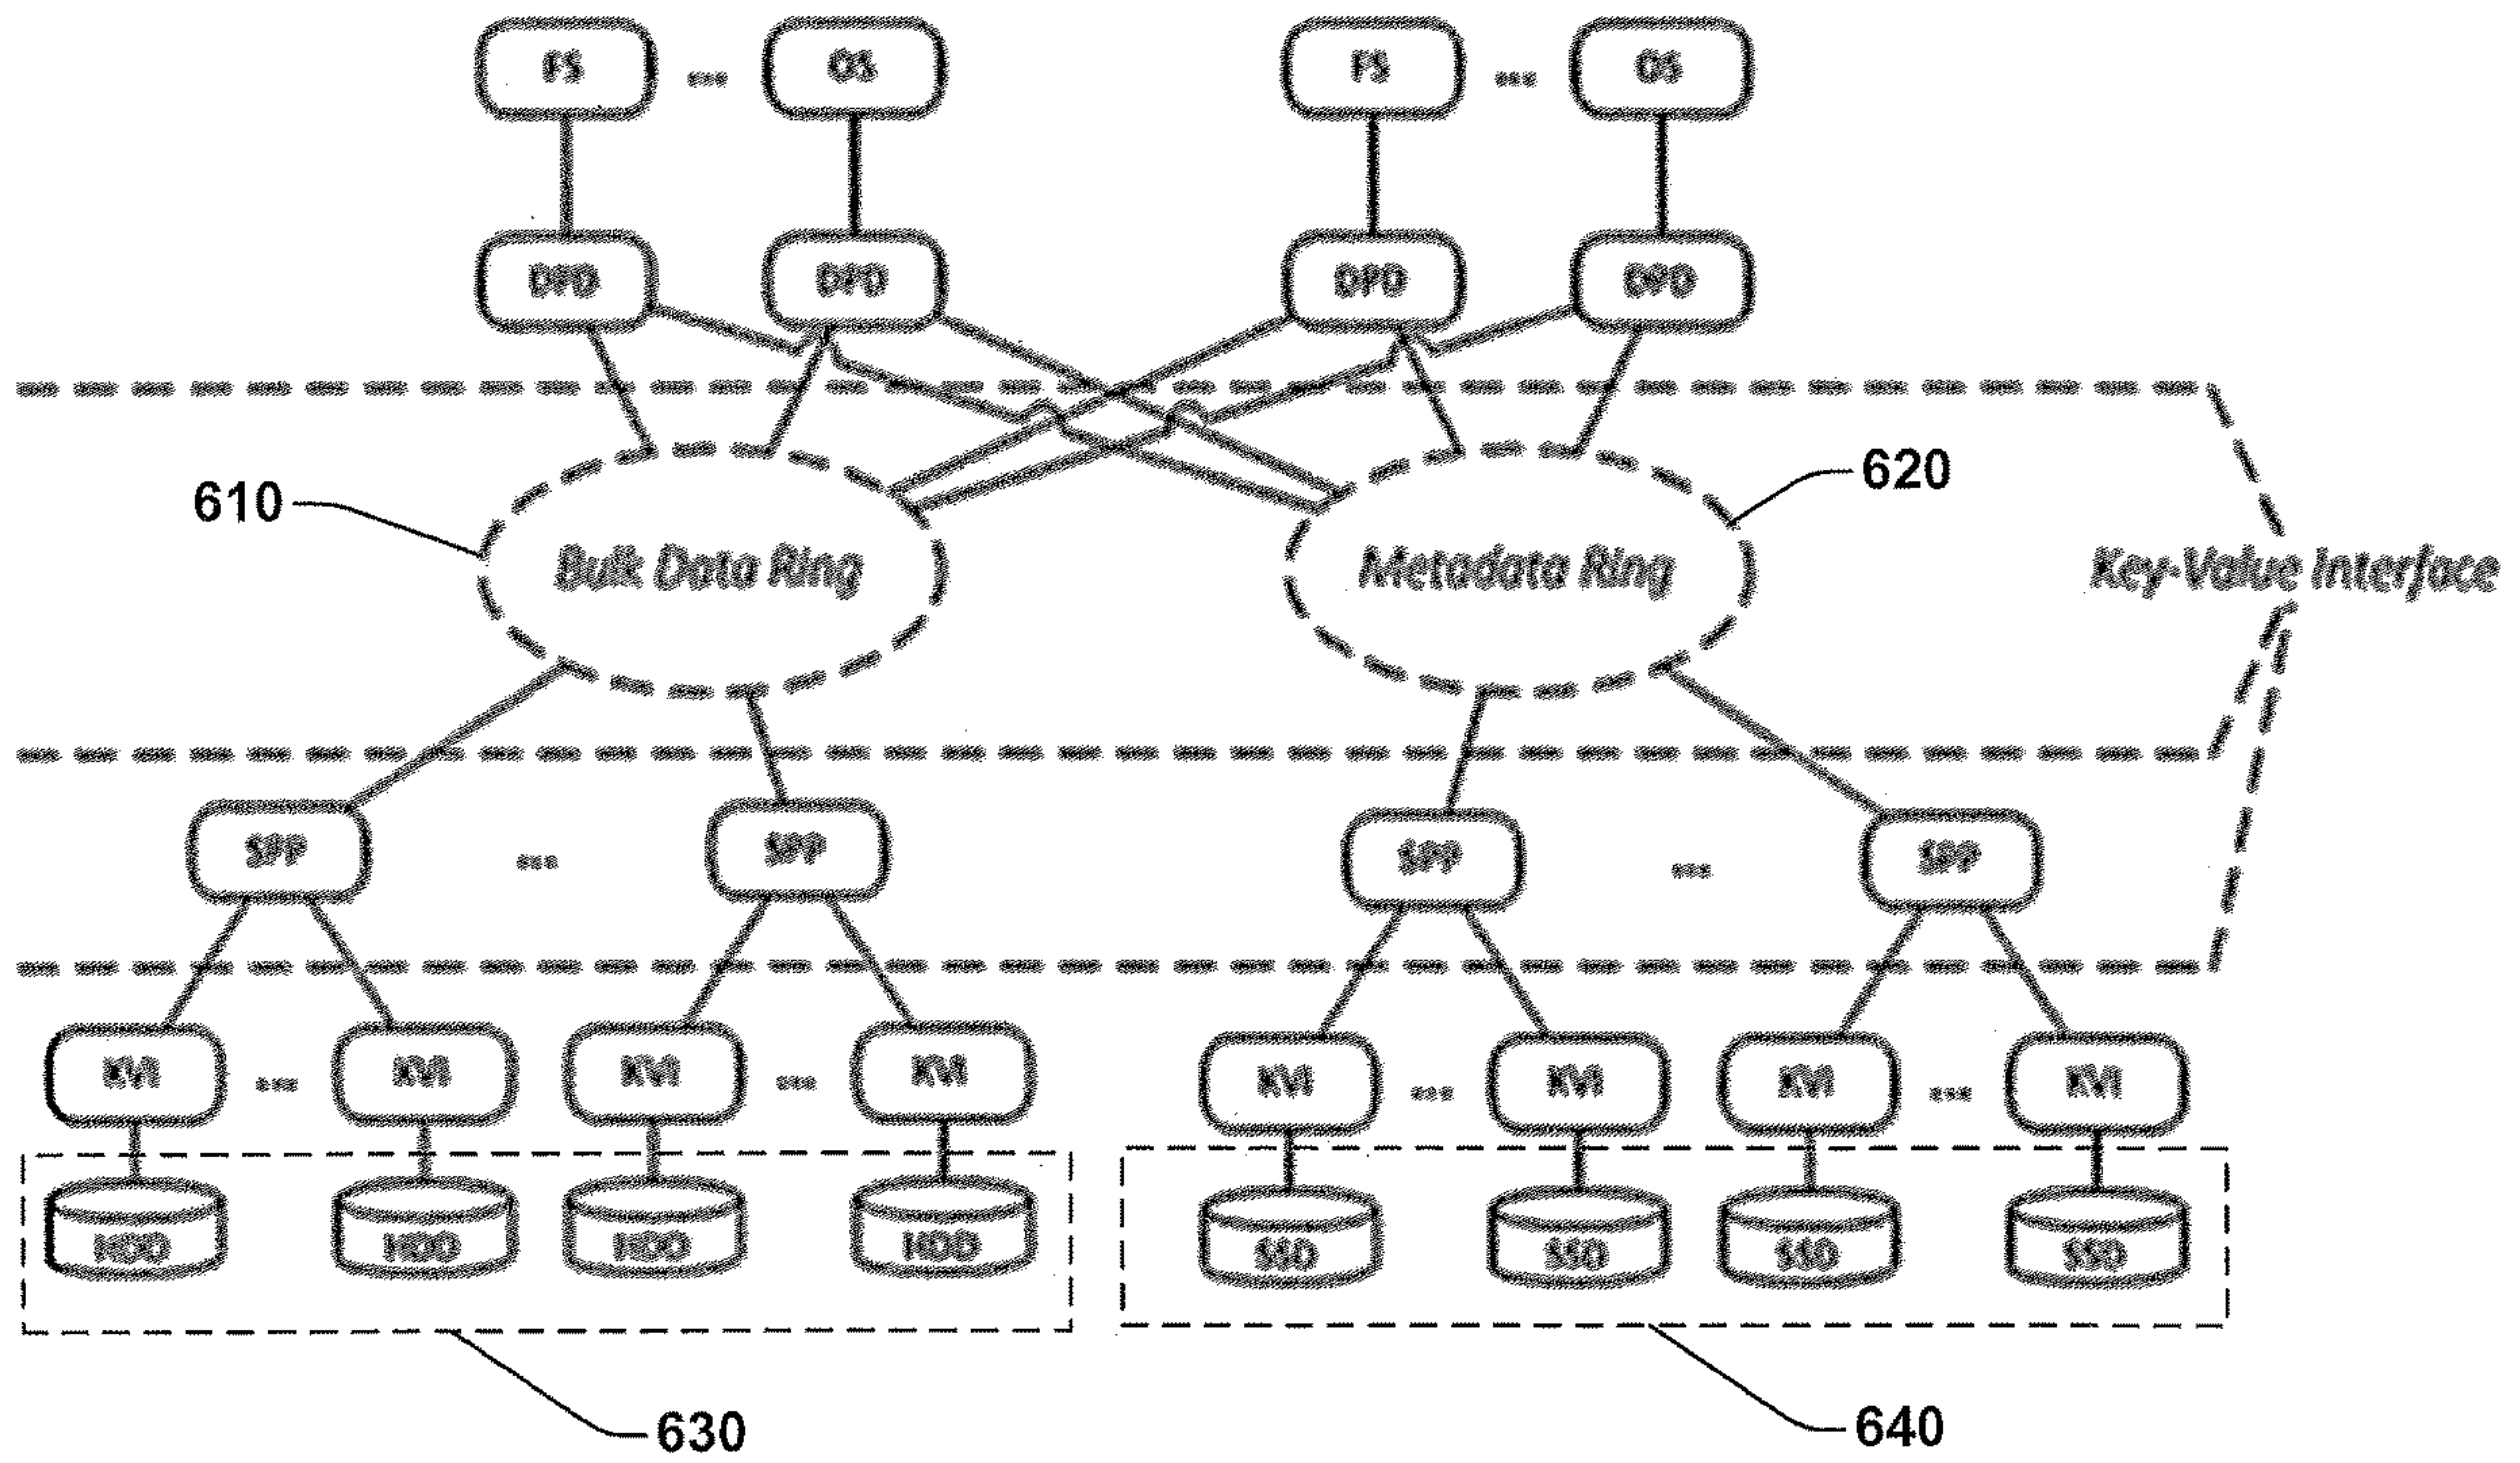 FS ... OS FS ... OS
DPD DPD DPD DPD
610
620
Bulk Data Ring
Metadata Ring
Key-Value Interface
SPP ... SPP SPP ... SPP
KVI ... KVI KVI ... KVI KVI ... KVI KVI ... KVI
HDD HDD HDD HDD SSD SSD SSD SSD
630
640